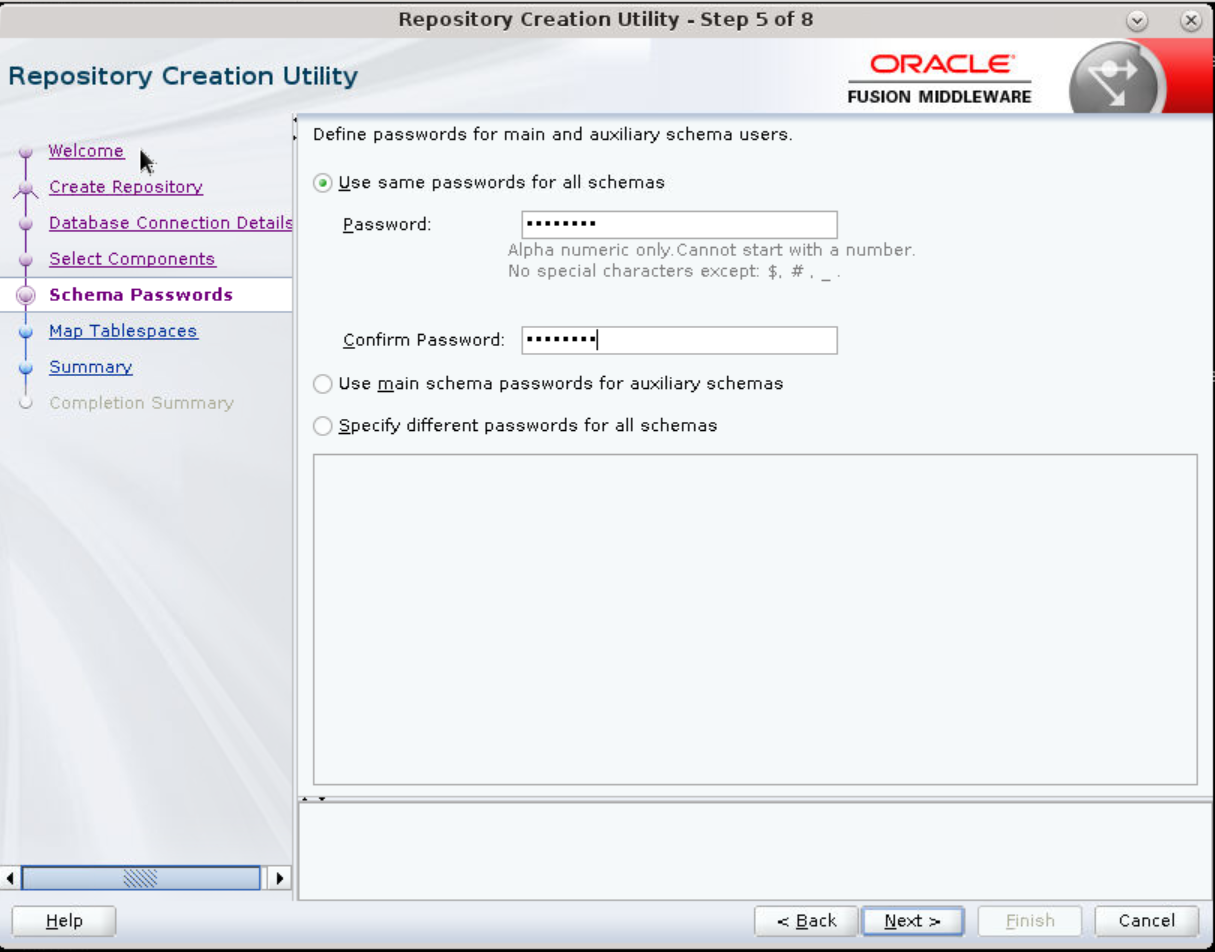 Repository Creation Utility - Step 5 of 8
Repository Creation Utility
ORACLE
FUSION MIDDLEWARE
Welcome
Create Repository
Database Connection Details
Select Components
Schema Passwords
Map Tablespaces
Summary
Completion Summary
Define passwords for main and auxiliary schema users.
Use same passwords for all schemas
Password: ••••••••
Alpha numeric only.Cannot start with a number.
No special characters except: $, # , _ .
Confirm Password: ••••••••
Use main schema passwords for auxiliary schemas
Specify different passwords for all schemas
Help
< Back
Next >
Finish
Cancel